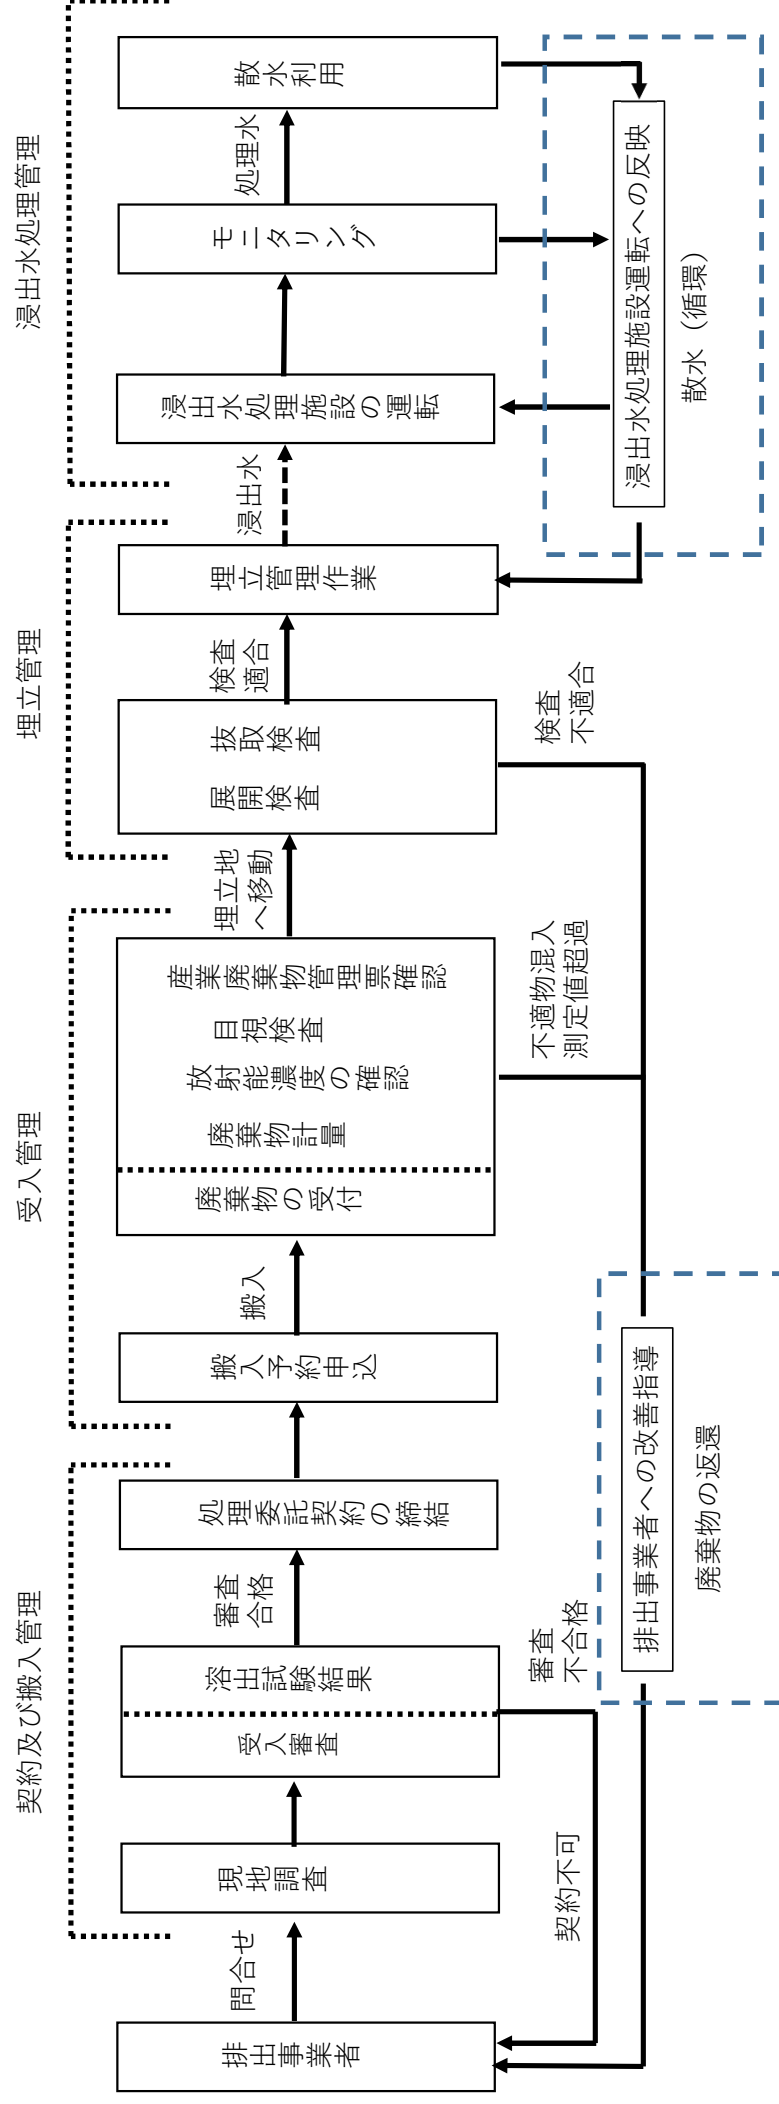 契約及び搬入管理
受入管理
埋立管理
浸出水処理管理
排出事業者
問合せ
現地調査
受入審査
溶出試験結果
審査
合格
処理委託契約の締結
搬入予約申込
搬入
廃棄物の受付
廃棄物計量
放射能濃度の確認
目視検査
産業廃棄物管理票確認
埋立地
へ移動
展開検査
抜取検査
検査
適合
埋立管理作業
浸出水
浸出水処理施設の運転
モニタリング
処理水
散水利用
契約不可
審査
不合格
不適物混入
測定値超過
検査
不適合
排出事業者への改善指導
廃棄物の返還
浸出水処理施設運転への反映
散水（循環）